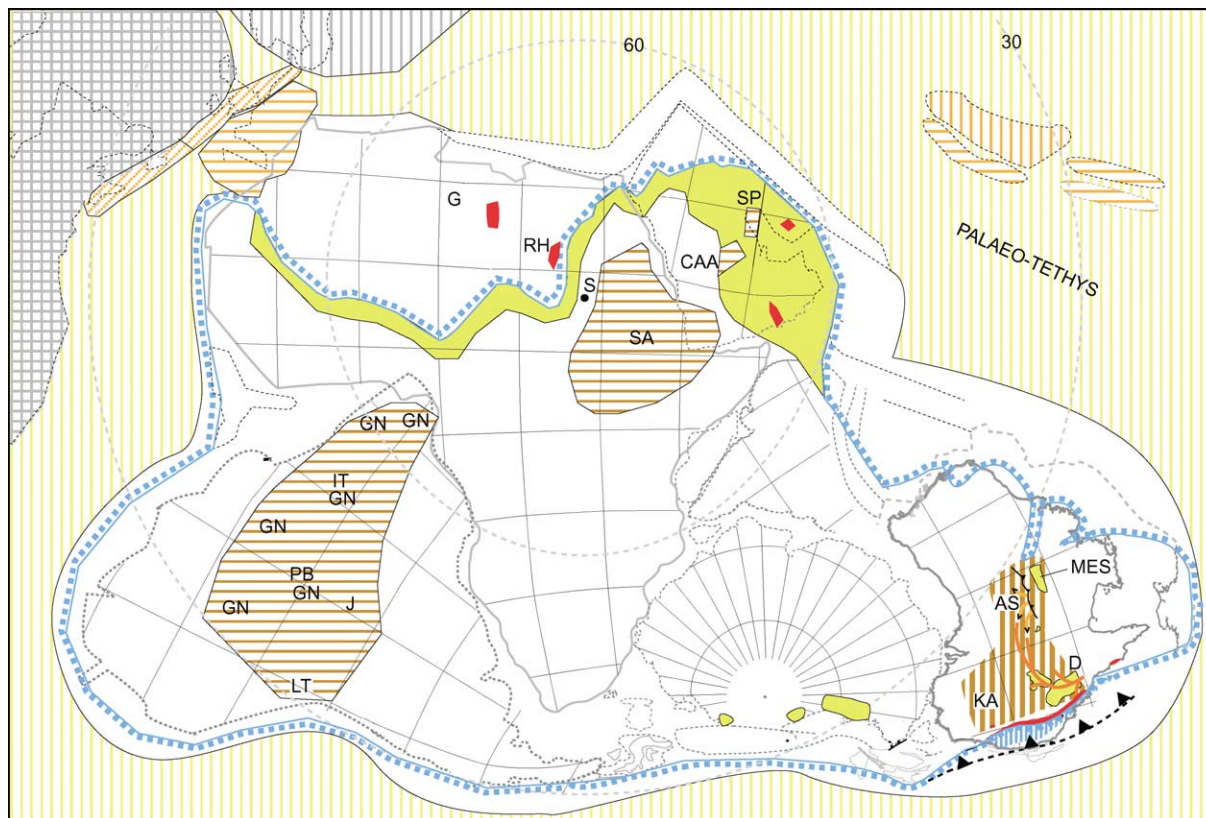 60
30
SP
G
PALAEO-TETHYS
RH
CAA
S
SA
GN
GN
IT
GN
GN
MES
PB
GN
J
AS
GN
D
LT
KA